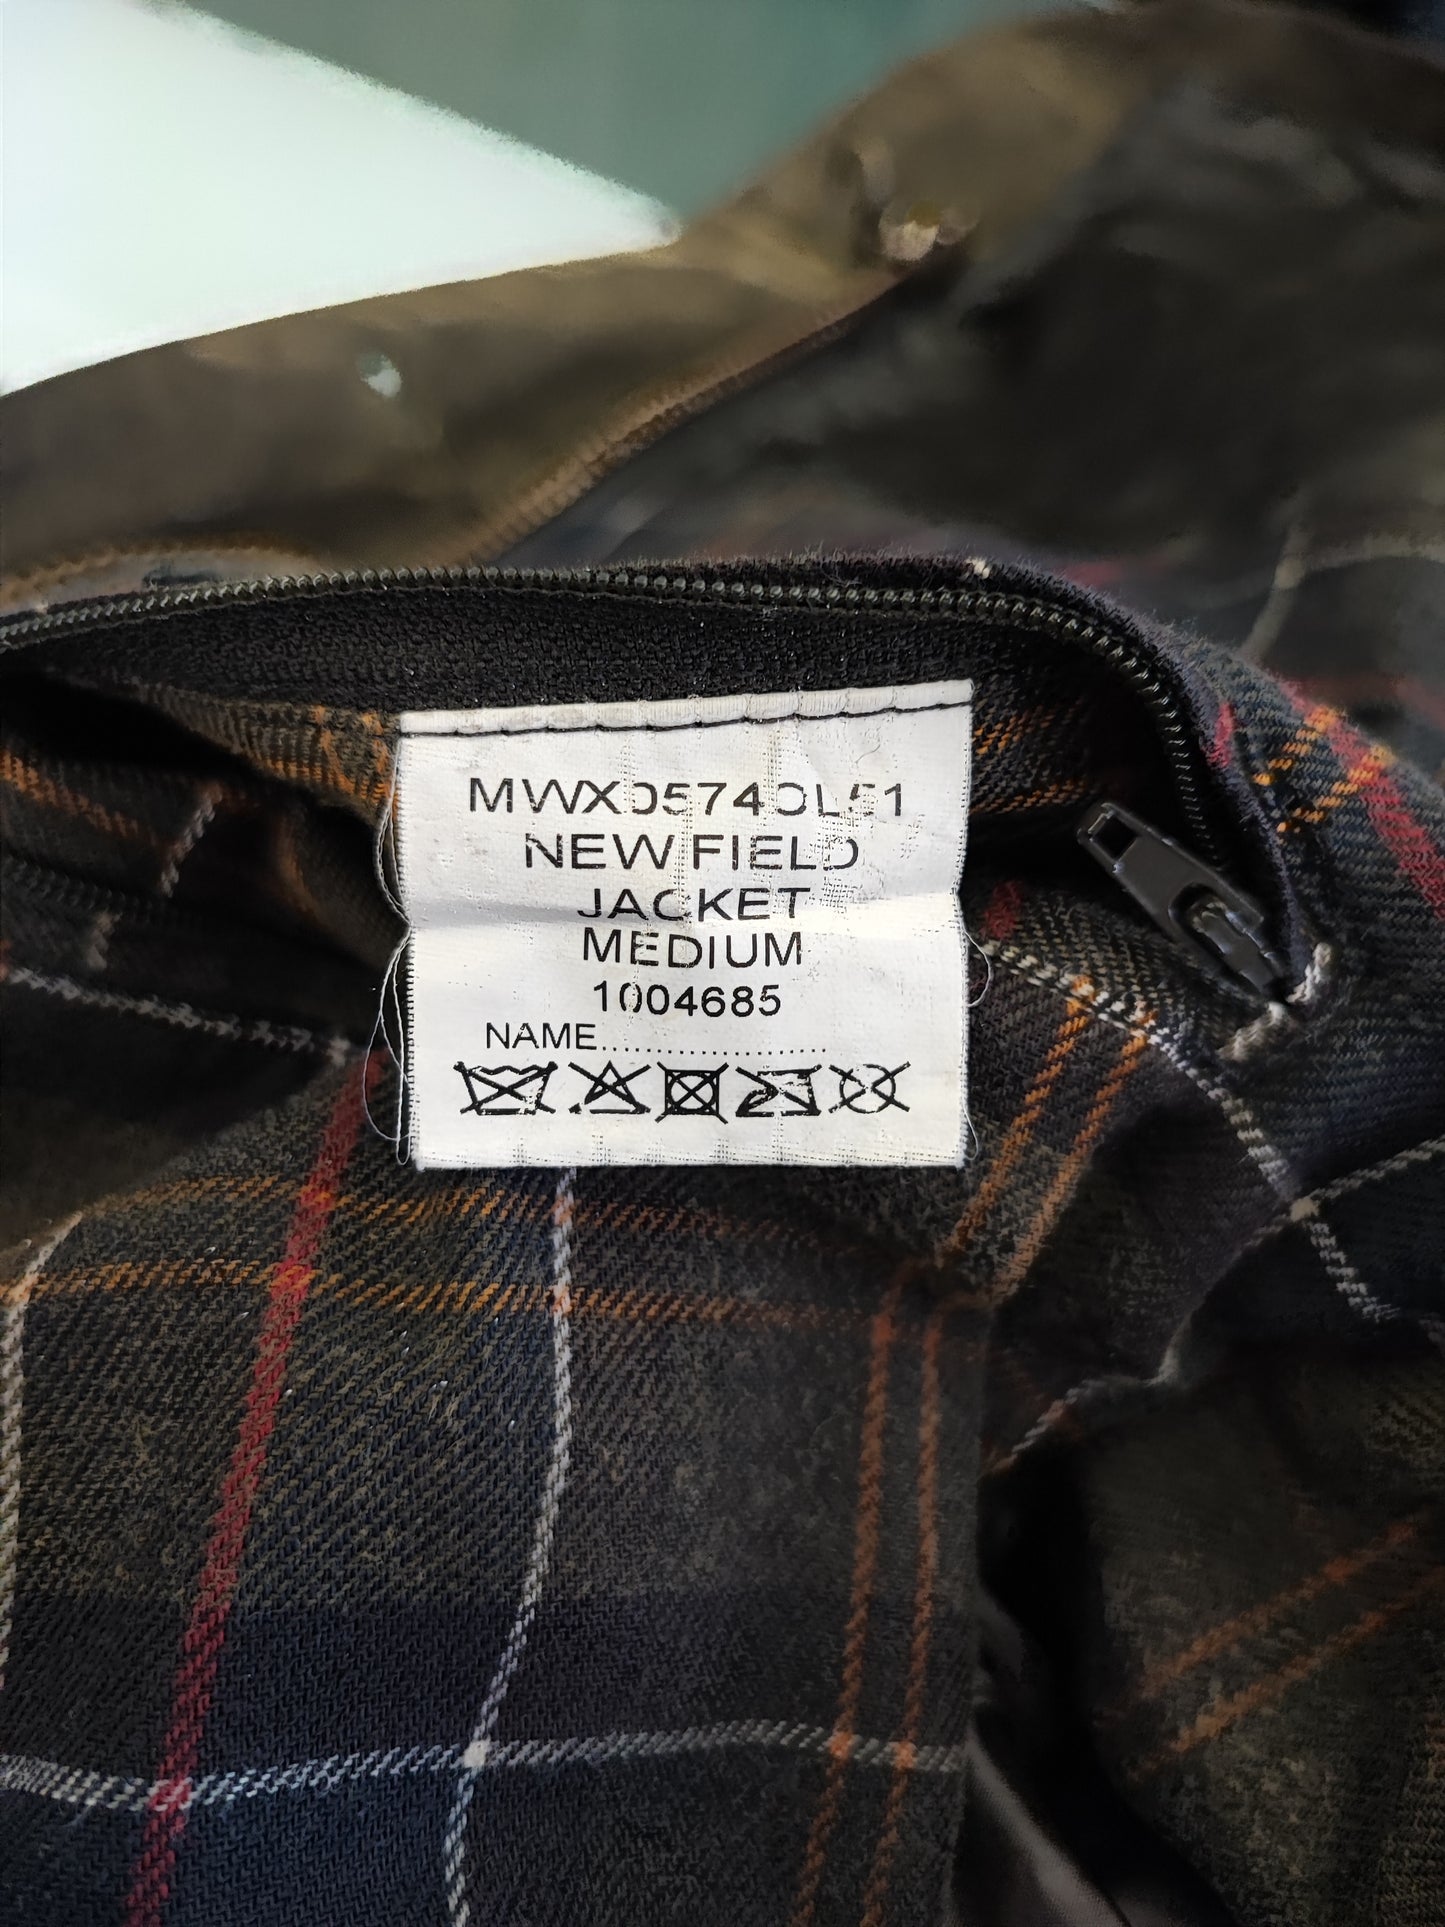 MWX0574OL51
NEW FIELD
JACKET
MEDIUM
1004685
NAME....................